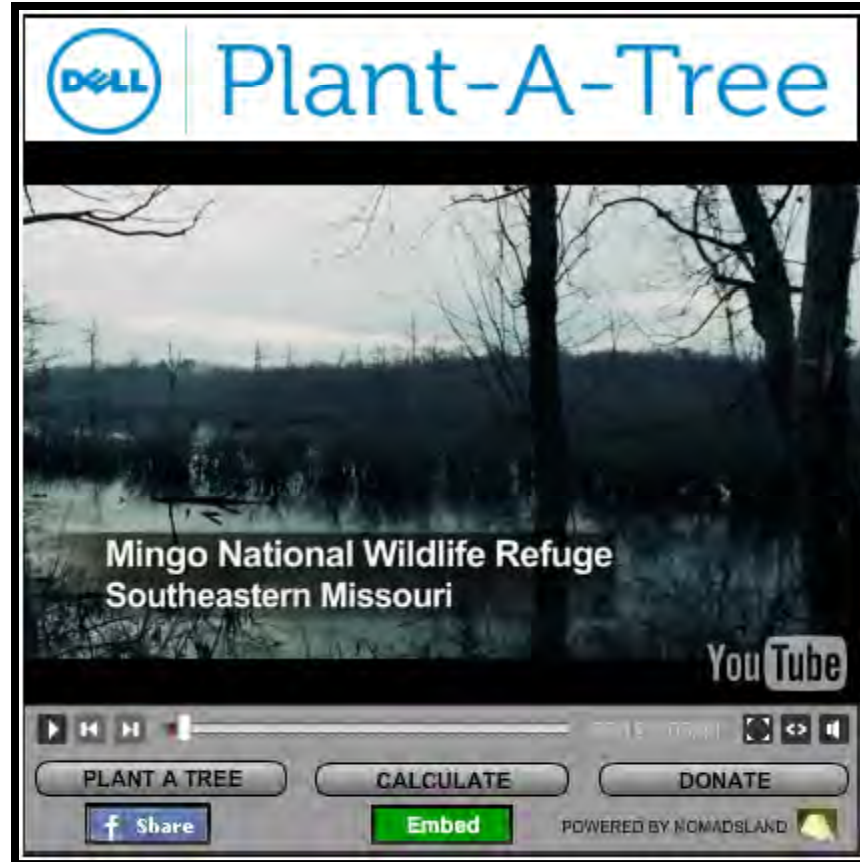 DELL
Plant-A-Tree
Mingo National Wildlife Refuge
Southeastern Missouri
YouTube
PLANT A TREE
CALCULATE
DONATE
f Share
Embed
POWERED BY NOMADSLAND